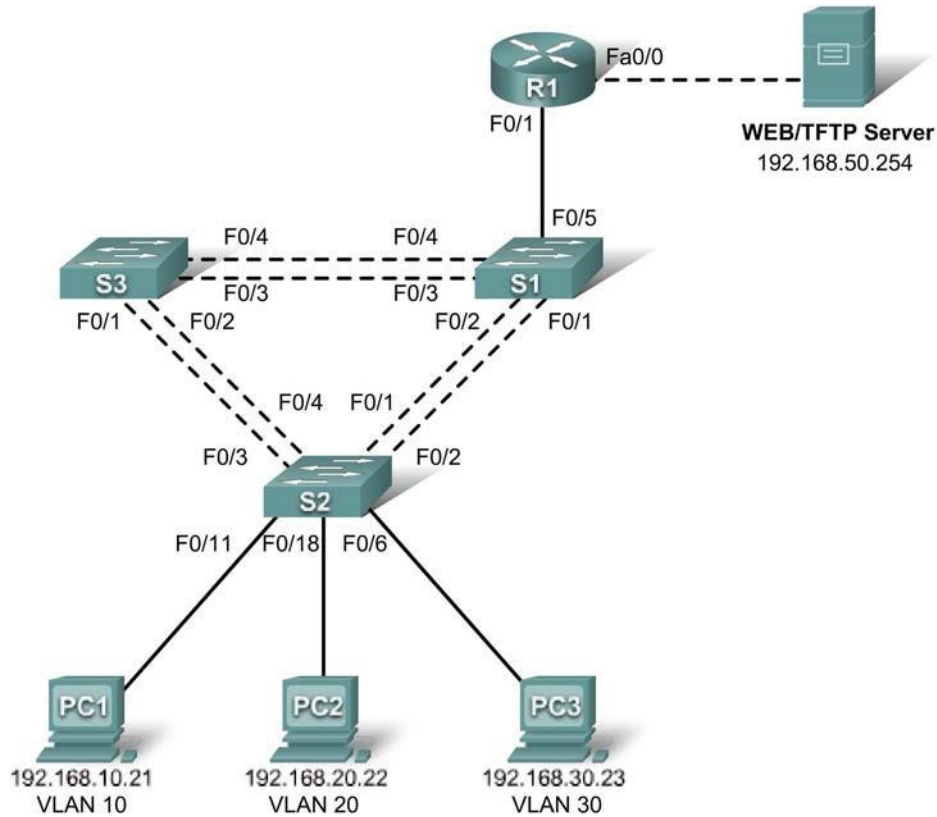 Fa0/0
R1
F0/1
WEB/TFTP Server
192.168.50.254
F0/5
F0/4
F0/4
S3
S1
F0/3
F0/3
F0/1
F0/2
F0/2
F0/1
F0/4
F0/1
F0/3
F0/2
S2
F0/11
F0/18
F0/6
PC1
PC2
PC3
192.168.10.21
VLAN 10
192.168.20.22
VLAN 20
192.168.30.23
VLAN 30